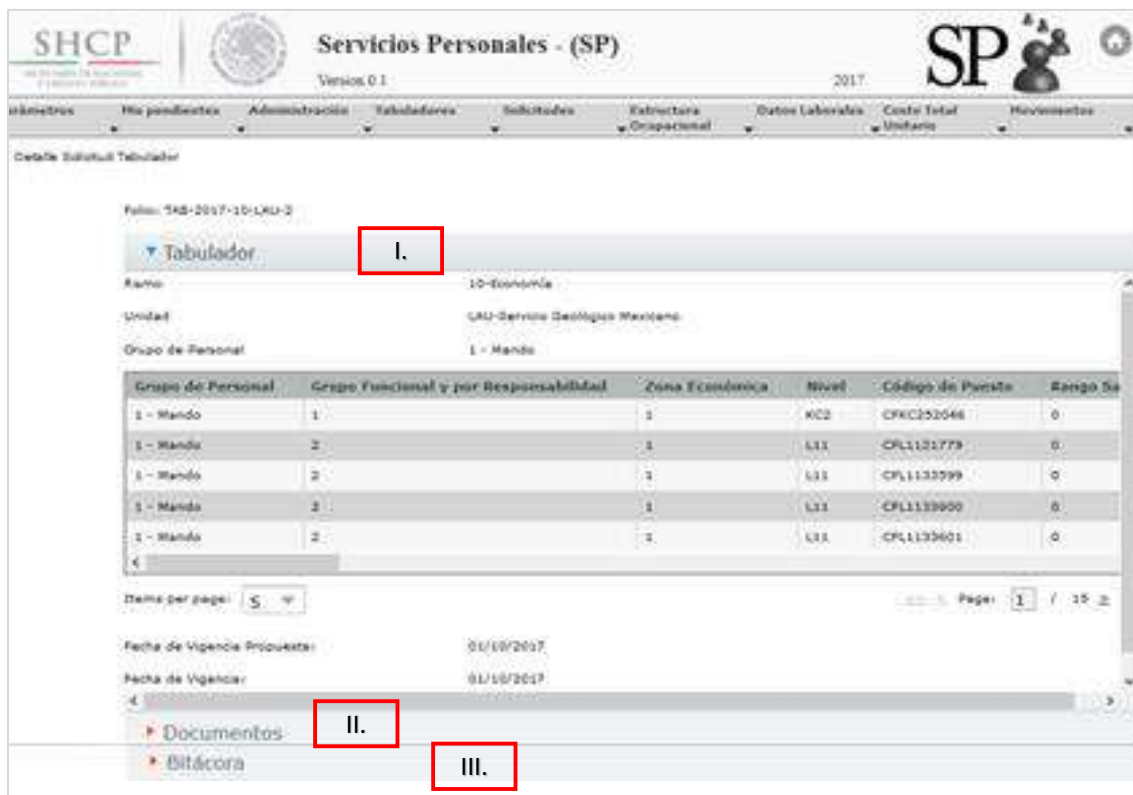 SHCP
Servicios Personales - (SP)
Version 0.1
2017
SP
Mis pendientes Administración Tabuladores Solicitudes Estructura Ocupacional Datos Laborales Costo Total Unitario Movimientos
Detalle Solicitud Tabulador
Folio: TAB-2017-10-LAU-2
Tabulador
I.
Ramo 10-Economía
Unidad LAU-Servicio Geológico Mexicano
Grupo de Personal 1 - Mando
Grupo de Personal Grupo Funcional y por Responsabilidad Zona Económica Nivel Código de Puesto Rango Sa
1 - Mando 1 1 KC2 CFKC252046 0
1 - Mando 2 1 L11 CFL1121779 0
1 - Mando 2 1 L11 CFL1133599 0
1 - Mando 2 1 L11 CFL1133600 0
1 - Mando 2 1 L11 CFL1133601 0
Items per page: 5 Page: 1 / 15
Fecha de Vigencia Propuesta: 01/10/2017
Fecha de Vigencia: 01/10/2017
Documentos
II.
Bitácora
III.